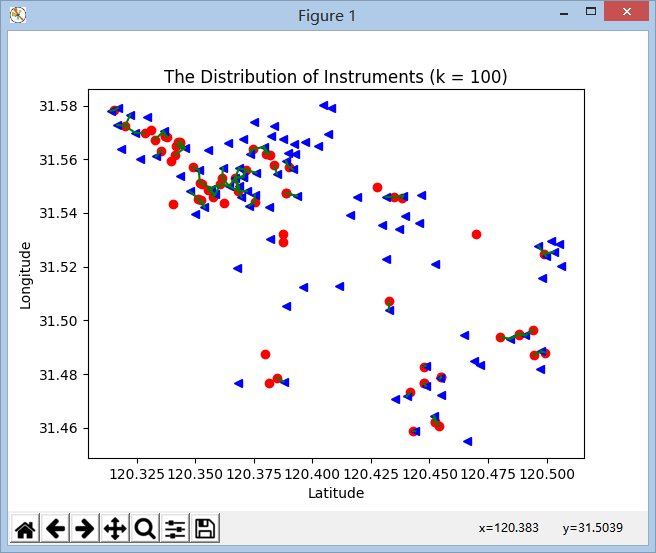 Figure 1
The Distribution of Instruments (k = 100)
31.58
31.56
31.54
31.52
31.50
31.48
31.46
Longitude
120.325 120.350 120.375 120.400 120.425 120.450 120.475 120.500
Latitude
x=120.383 y=31.5039